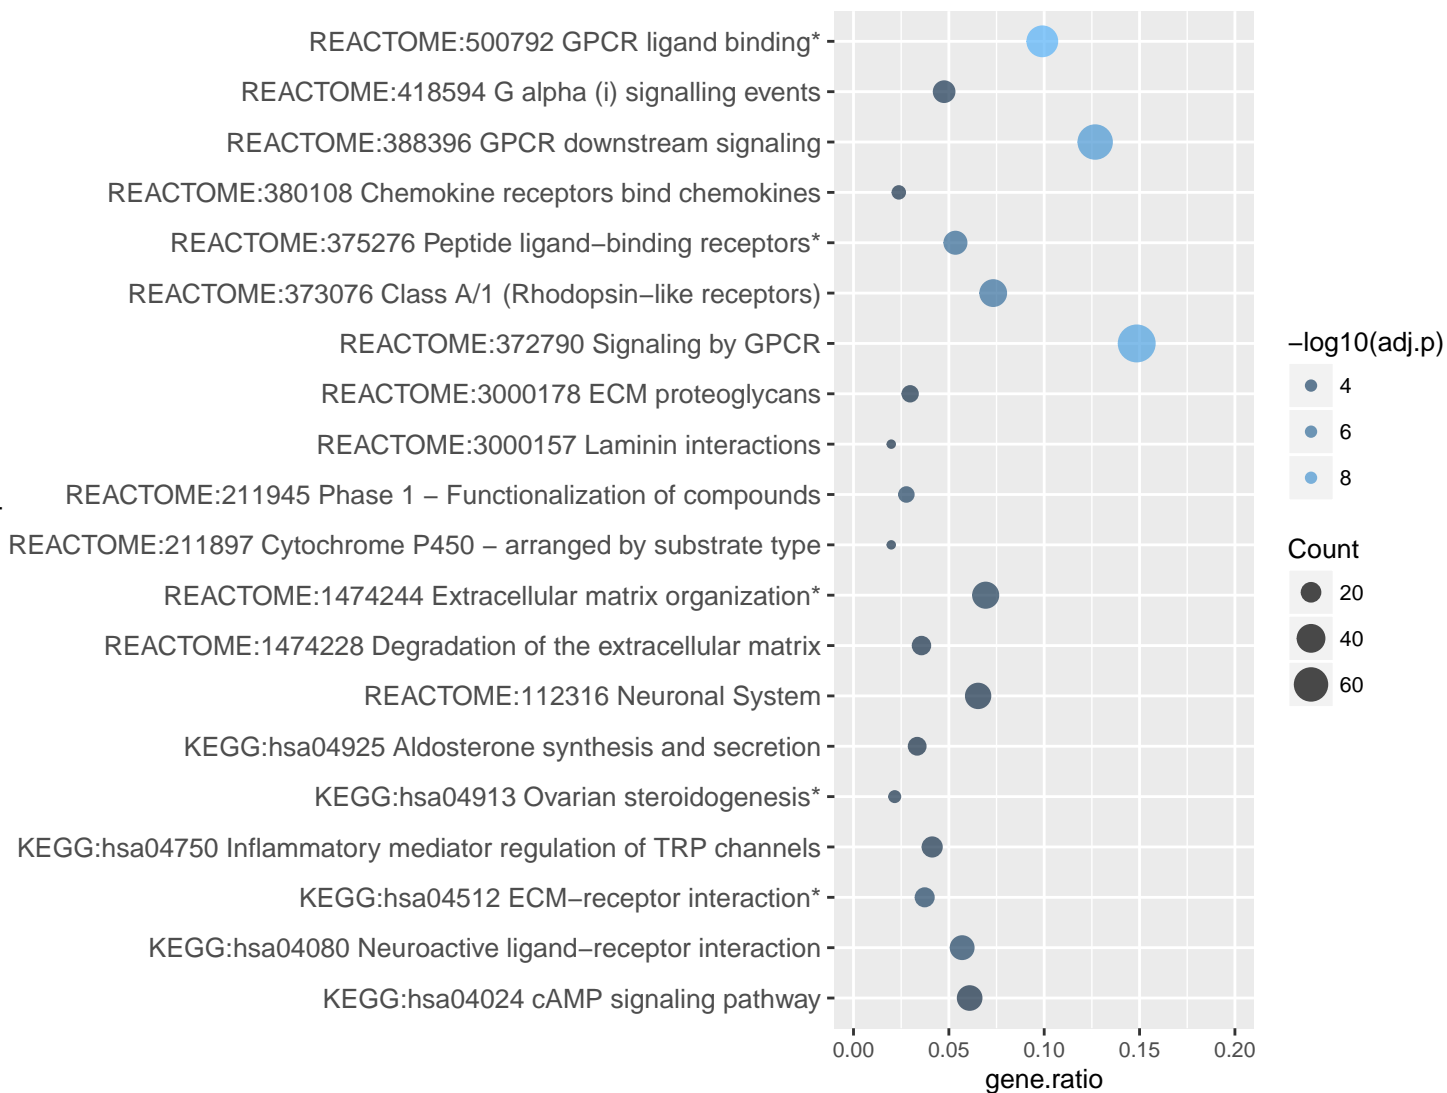 REACTOME:500792 GPCR ligand binding*
REACTOME:418594 G alpha (i) signalling events
REACTOME:388396 GPCR downstream signaling
REACTOME:380108 Chemokine receptors bind chemokines
REACTOME:375276 Peptide ligand−binding receptors*
REACTOME:373076 Class A/1 (Rhodopsin−like receptors)
REACTOME:372790 Signaling by GPCR
REACTOME:3000178 ECM proteoglycans
REACTOME:3000157 Laminin interactions
REACTOME:211945 Phase 1 − Functionalization of compounds
REACTOME:211897 Cytochrome P450 − arranged by substrate type
REACTOME:1474244 Extracellular matrix organization*
REACTOME:1474228 Degradation of the extracellular matrix
REACTOME:112316 Neuronal System
KEGG:hsa04925 Aldosterone synthesis and secretion
KEGG:hsa04913 Ovarian steroidogenesis*
KEGG:hsa04750 Inflammatory mediator regulation of TRP channels
KEGG:hsa04512 ECM−receptor interaction*
KEGG:hsa04080 Neuroactive ligand−receptor interaction
KEGG:hsa04024 cAMP signaling pathway
0.00 0.05 0.10 0.15 0.20
gene.ratio
−log10(adj.p)
4
6
8
Count
20
40
60